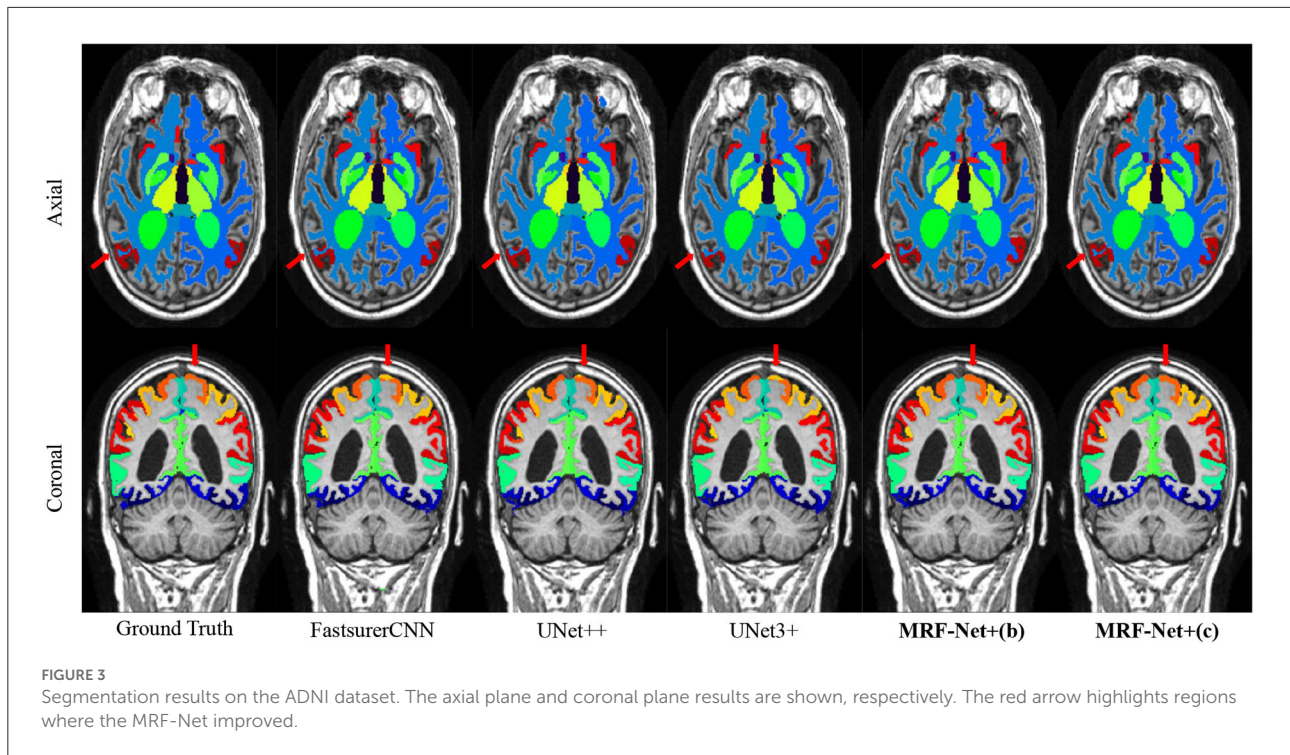 Axial
Coronal
Ground Truth
FastsurerCNN
UNet++
UNet3+
MRF-Net+(b)
MRF-Net+(c)
FIGURE 3
Segmentation results on the ADNI dataset. The axial plane and coronal plane results are shown, respectively. The red arrow highlights regions
where the MRF-Net improved.